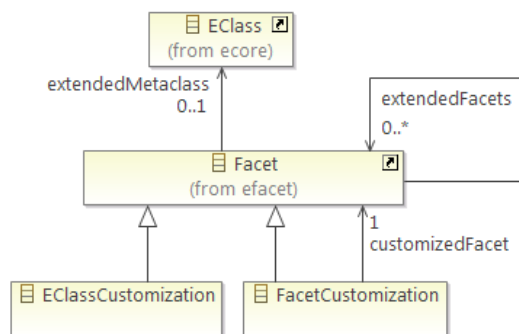 EClass
(from ecore)
extendedMetaclass
0..1
extendedFacets
0..*
Facet
(from efacet)
1
customizedFacet
EClassCustomization
FacetCustomization